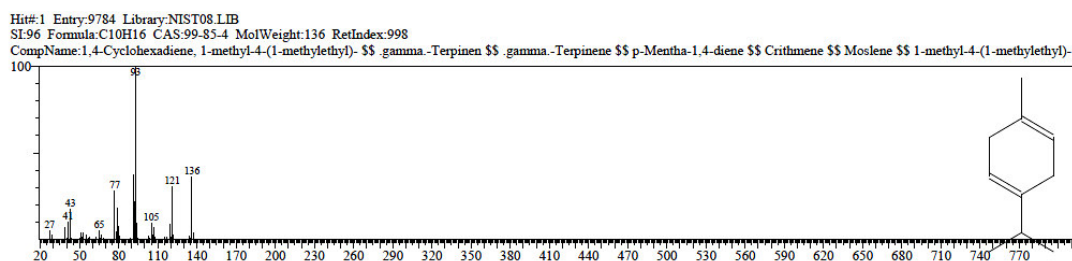 Hit#:1 Entry:9784 Library:NIST08.LIB
SI:96 Formula:C10H16 CAS:99-85-4 MolWeight:136 RetIndex:998
CompName:1,4-Cyclohexadiene, 1-methyl-4-(1-methylethyl)- $$ .gamma.-Terpinen $$ .gamma.-Terpinene $$ p-Mentha-1,4-diene $$ Crithmene $$ Moslene $$ 1-methyl-4-(1-methylethyl)-
100
93
136
121
77
43
41
27
65
105
20 50 80 110 140 170 200 230 260 290 320 350 380 410 440 470 500 530 560 590 620 650 680 710 740 770